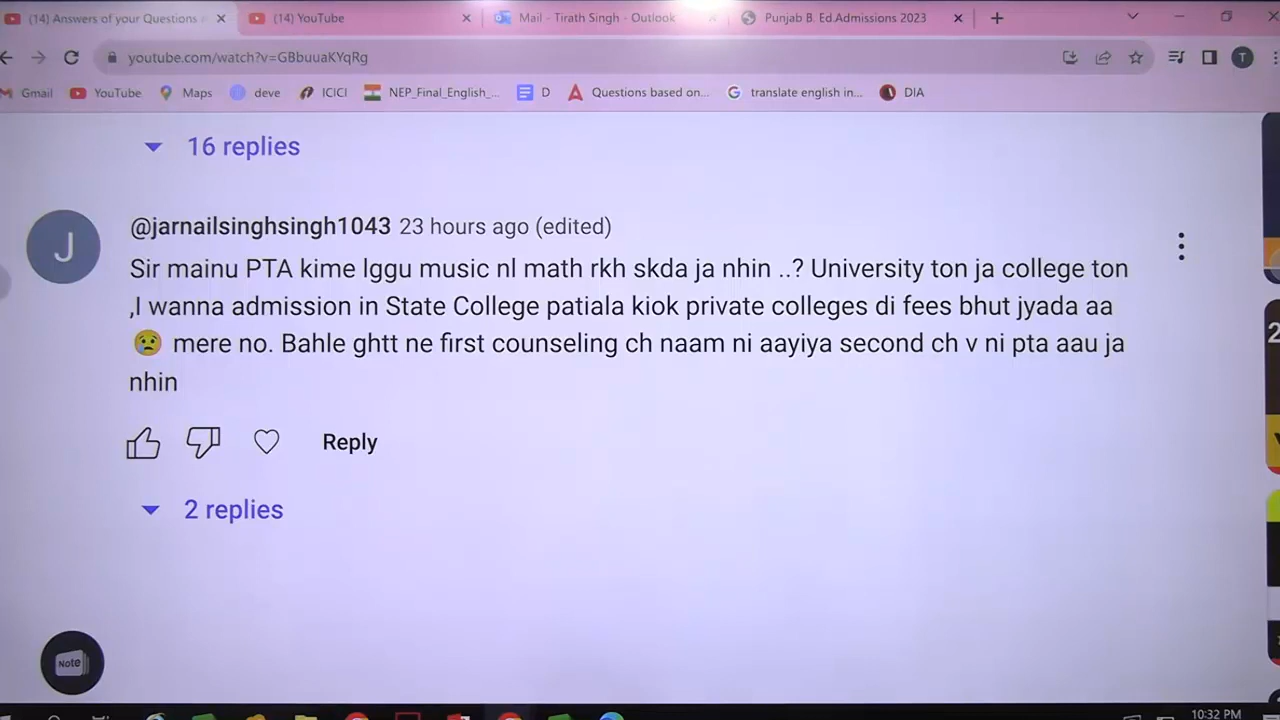 (14) Answers of your Questions
(14) YouTube
Mail - Tirath Singh - Outlook
Punjab B. Ed.Admissions 2023
youtube.com/watch?v=GBbuuaKYqRg
T
Gmail
YouTube
Maps
deve
ICICI
NEP_Final_English_...
D
Questions based on...
translate english in...
DIA
16 replies
J
@jarnailsinghsingh1043 23 hours ago (edited)
Sir mainu PTA kime lggu music nl math rkh skda ja nhin ..? University ton ja college ton
,I wanna admission in State College patiala kiok private colleges di fees bhut jyada aa
😢 mere no. Bahle ghtt ne first counseling ch naam ni aayiya second ch v ni pta aau ja
nhin
Reply
2 replies
Note
10:32 PM